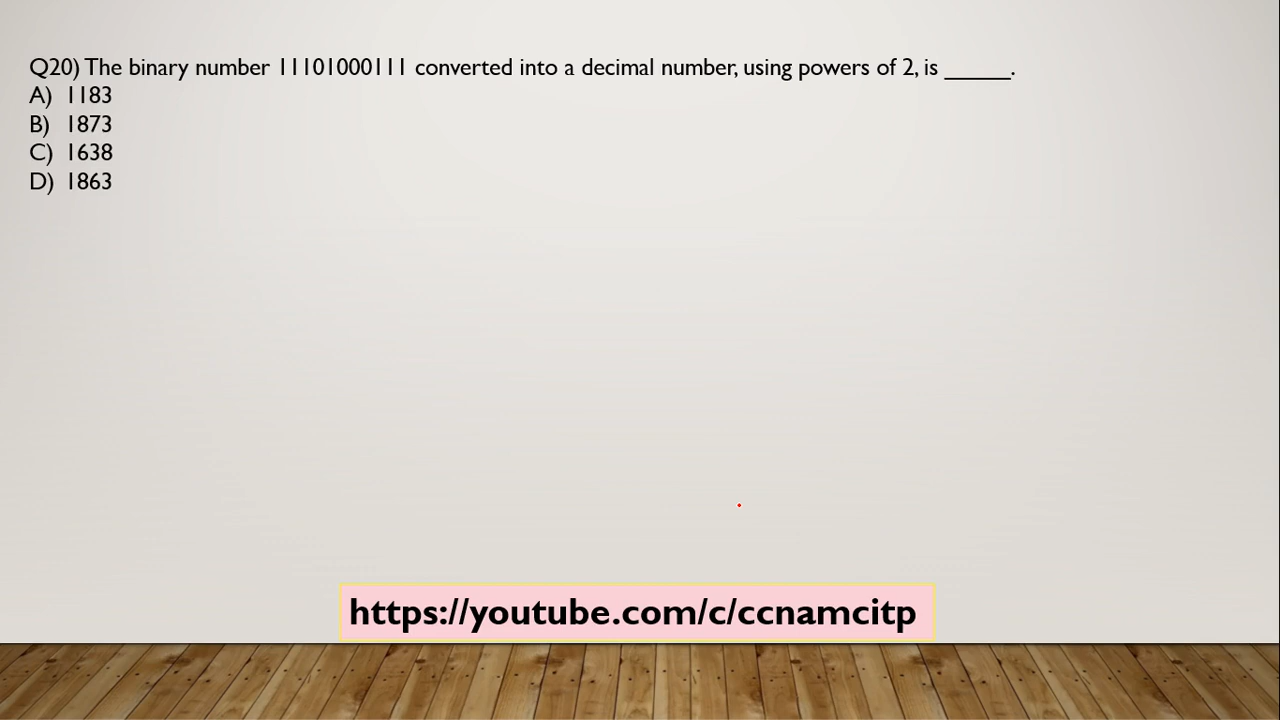 Q20) The binary number 11101000111 converted into a decimal number, using powers of 2, is _____.
A) 1183
B) 1873
C) 1638
D) 1863
https://youtube.com/c/ccnamcitp